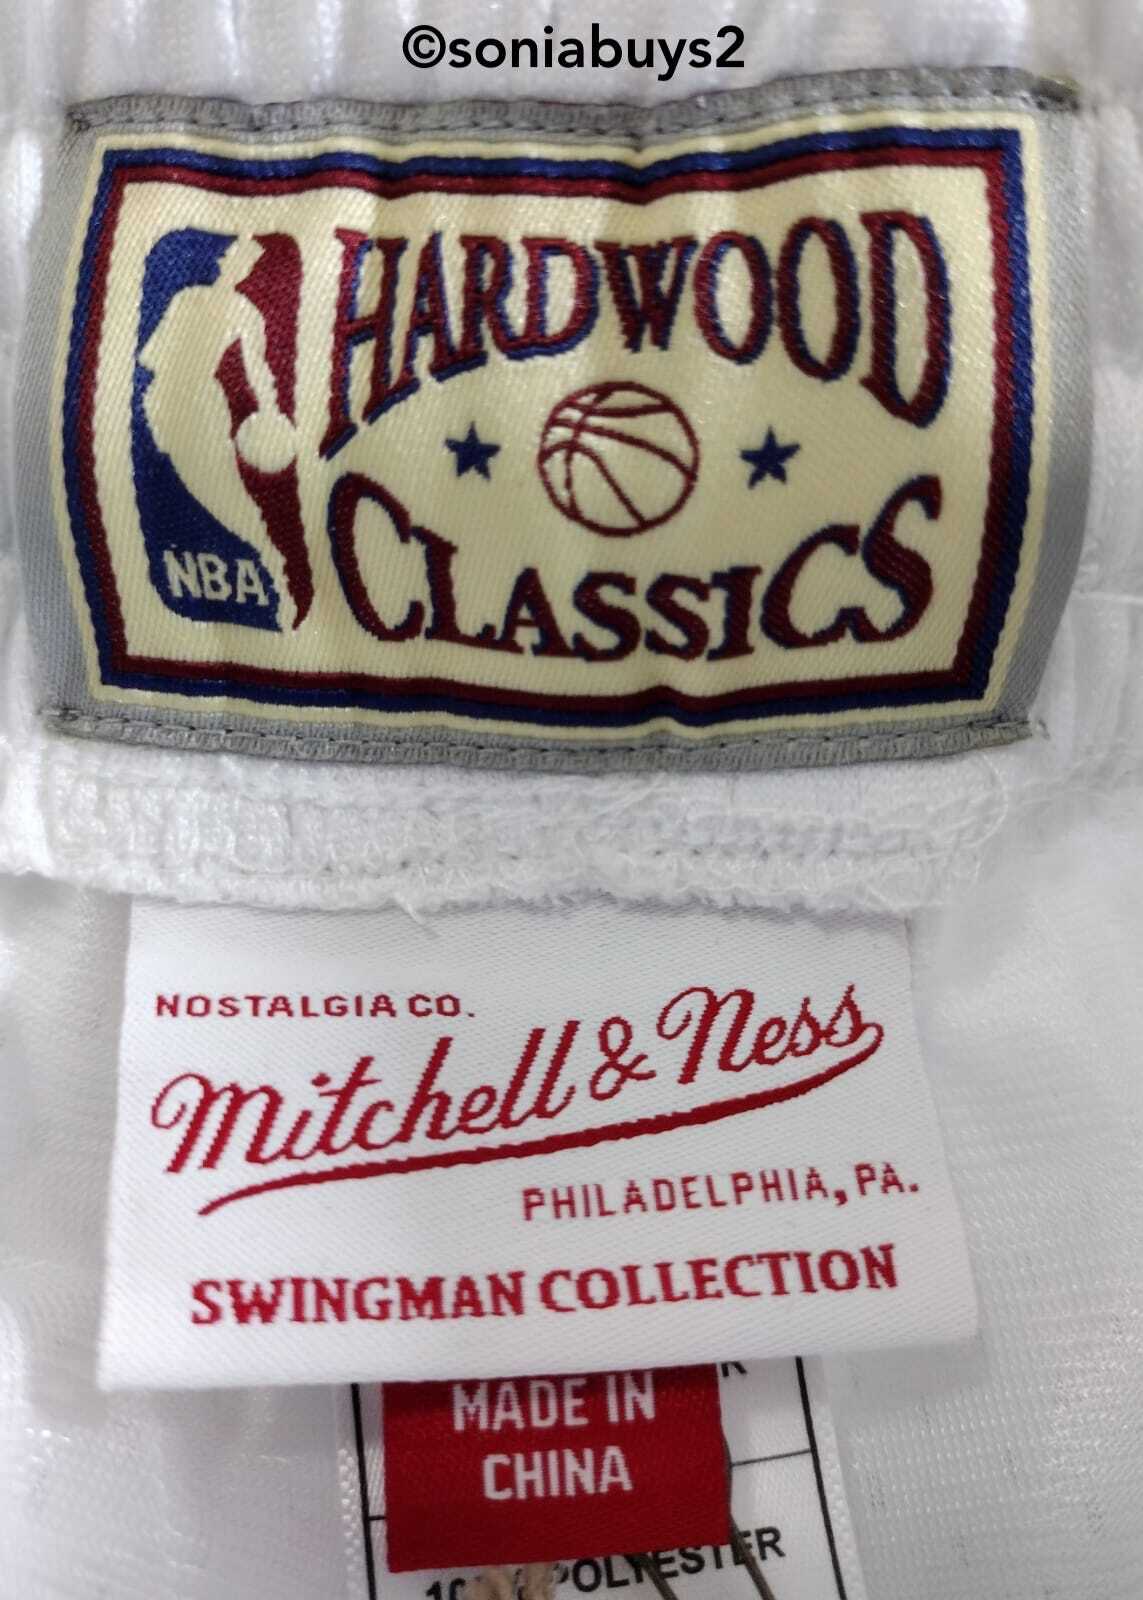 ©soniabuys2
HARDWOOD
CLASSICS
NBA
NOSTALGIA CO.
Mitchell & Ness
PHILADELPHIA, PA.
SWINGMAN COLLECTION
MADE IN
CHINA
POLYESTER